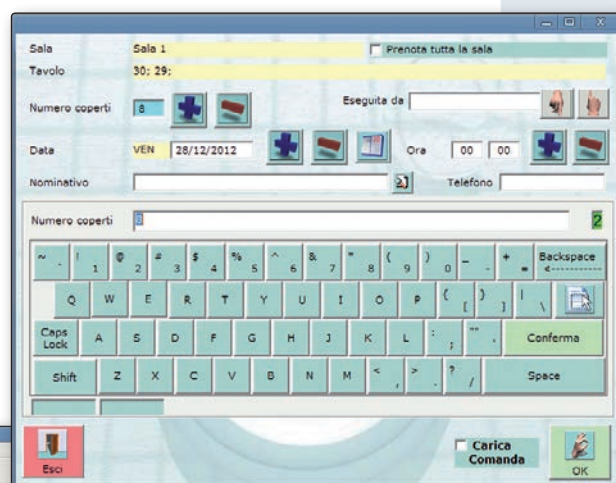 Sala Sala 1 Prenota tutta la sala
Tavolo 30; 29;
Numero coperti 8 Eseguita da
Data VEN 28/12/2012 Ora 00 00
Nominativo Telefono
Numero coperti 8 2
~ ` ! 1 @ 2 # 3 $ 4 % 5 ^ 6 & 7 * 8 ( 9 ) 0 _ - + = Backspace <-----------
Q W E R T Y U I O P { [ } ] | \
Caps Lock A S D F G H J K L : ; "" ' Conferma
Shift Z X C V B N M < , > . ? / Space
Esci Carica Comanda OK